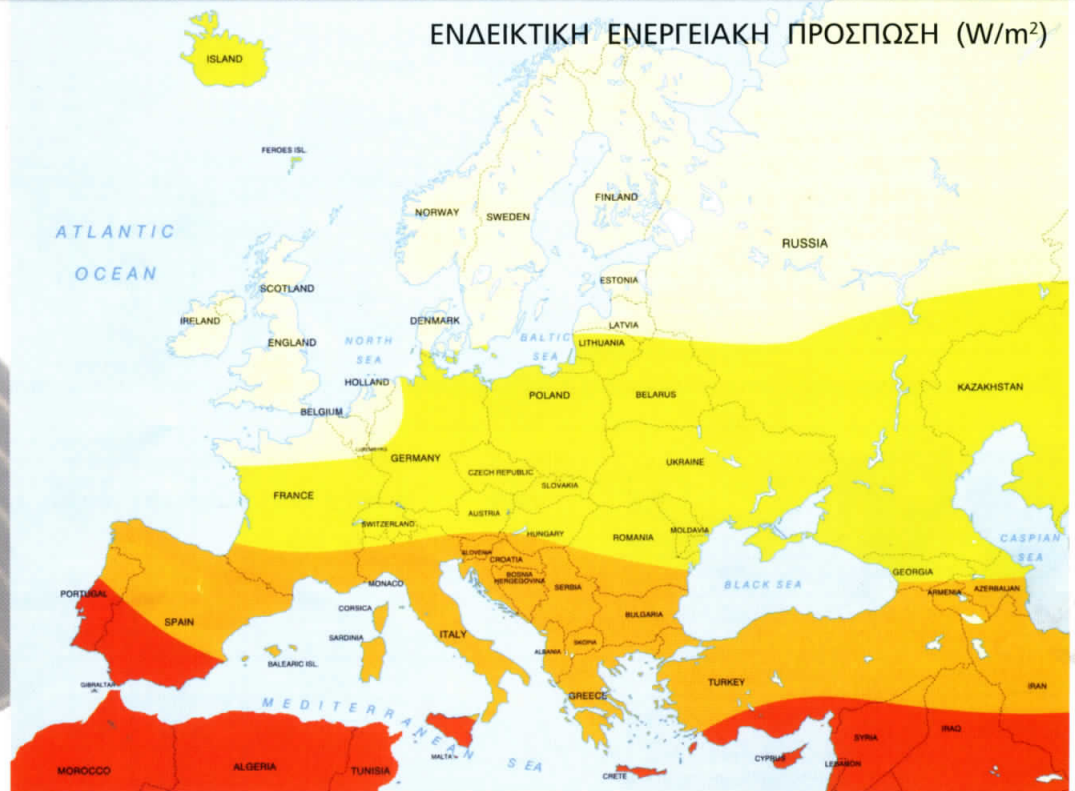 ΕΝΔΕΙΚΤΙΚΗ ΕΝΕΡΓΕΙΑΚΗ ΠΡΟΣΠΩΣΗ (W/m²)
ISLAND
FEROES ISL.
ATLANTIC
OCEAN
NORWAY
SWEDEN
FINLAND
RUSSIA
ESTONIA
SCOTLAND
IRELAND
DENMARK
LATVIA
ENGLAND
NORTH
SEA
BALTIC
SEA
LITHUANIA
HOLLAND
POLAND
BELARUS
KAZAKHSTAN
BELGIUM
GERMANY
UKRAINE
CZECH REPUBLIC
SLOVAKIA
FRANCE
AUSTRIA
SWITZERLAND
HUNGARY
ROMANIA
MOLDAVIA
CASPIAN
SEA
SLOVENIA
CROATIA
GEORGIA
BOSNIA
HERZEGOVINA
SERBIA
BLACK SEA
MONACO
ARMENIA
AZERBAIJAN
PORTUGAL
CORSICA
SPAIN
BULGARIA
SARDINIA
ITALY
SKOPIA
ALBANIA
BALEARIC ISL.
GIBRALTAR
GREECE
TURKEY
IRAN
MEDITERRANEAN SEA
SYRIA
IRAQ
MALTA
CYPRUS
LEBANON
MOROCCO
ALGERIA
TUNISIA
CRETE